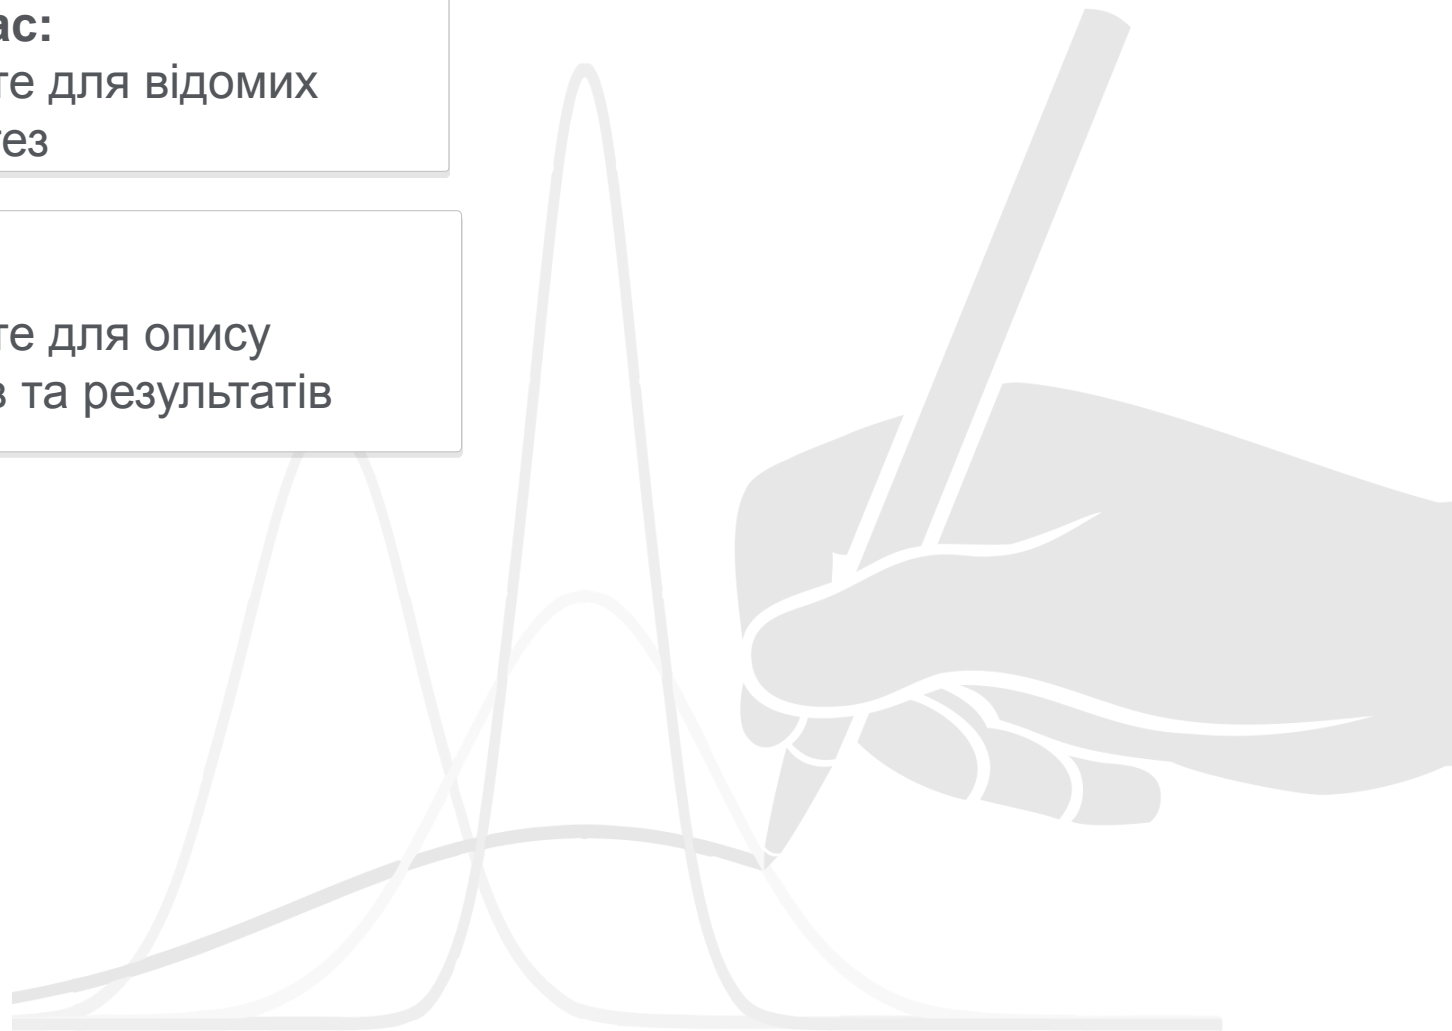 ас:
те для відомих
тез
те для опису
в та результатів